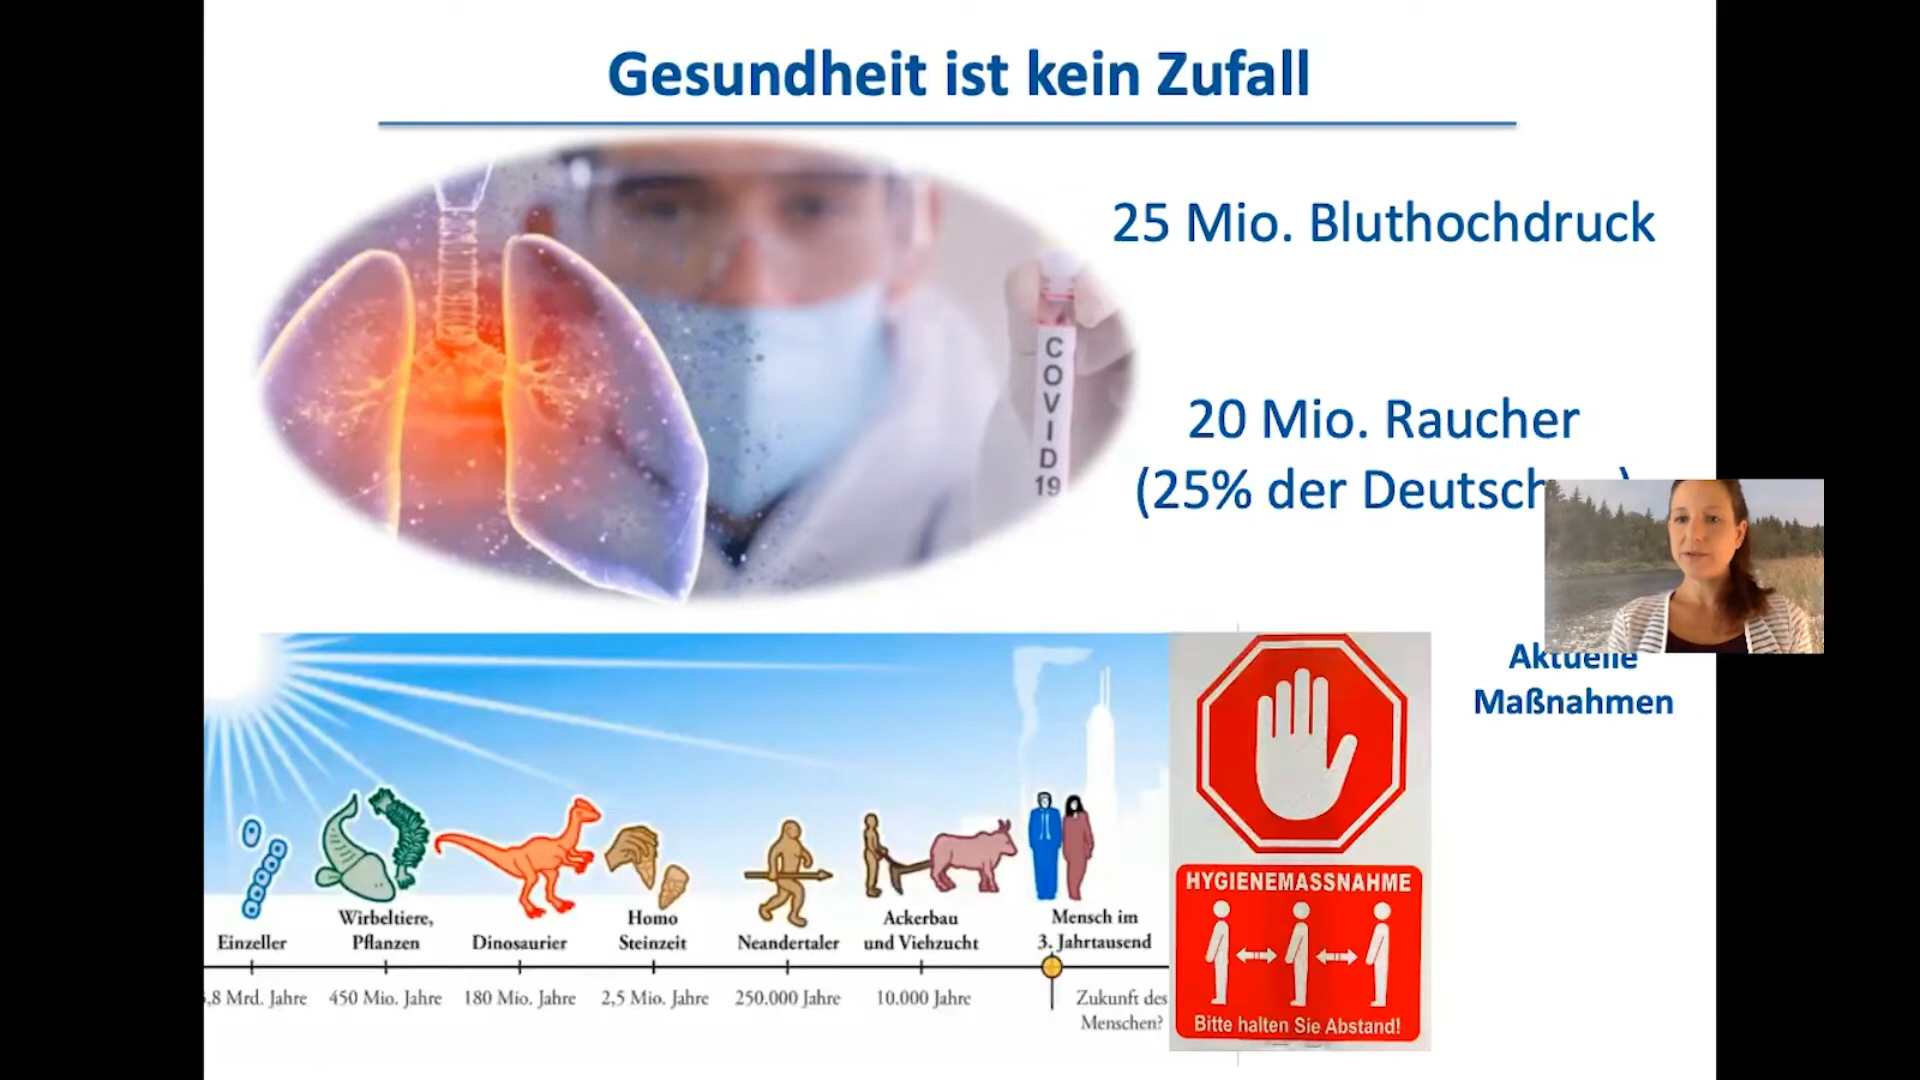 Gesundheit ist kein Zufall
25 Mio. Bluthochdruck
20 Mio. Raucher
(25% der
COVID
19
Aktuelle
Maßnahmen
HYGIENEMASSNAHME
Bitte halten Sie Abstand!
Einzeller
Wirbeltiere,
Pflanzen
Dinosaurier
Homo
Steinzeit
Neandertaler
Ackerbau
und Viehzucht
Mensch im
3. Jahrtausend
,8 Mrd. Jahre
450 Mio. Jahre
180 Mio. Jahre
2,5 Mio. Jahre
250.000 Jahre
10.000 Jahre
Zukunft des
Menschen?